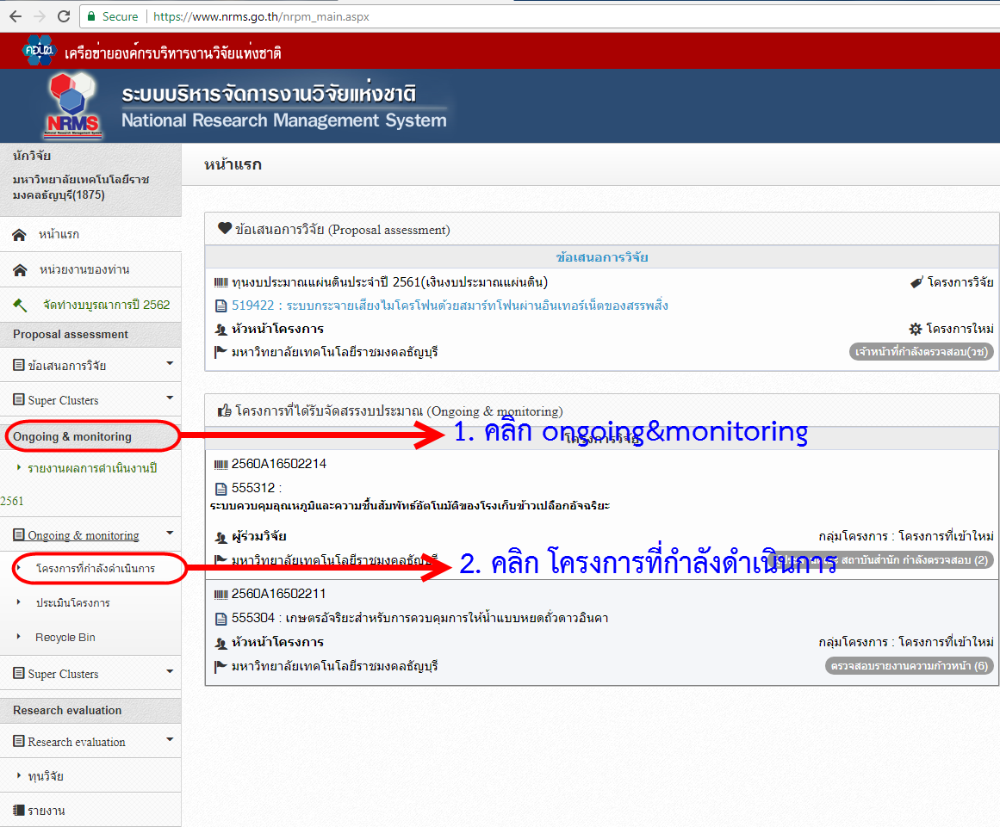 Secure https://www.nrms.go.th/nrpm_main.aspx
คอบช เครือข่ายองค์กรบริหารงานวิจัยแห่งชาติ
NRMS
ระบบบริหารจัดการงานวิจัยแห่งชาติ
National Research Management System
นักวิจัย
มหาวิทยาลัยเทคโนโลยีราช
มงคลธัญบุรี(1875)
หน้าแรก
หน่วยงานของท่าน
จัดทำงบบูรณาการปี 2562
Proposal assessment
ข้อเสนอการวิจัย
Super Clusters
Ongoing & monitoring
รายงานผลการดำเนินงานปี
2561
Ongoing & monitoring
โครงการที่กำลังดำเนินการ
ประเมินโครงการ
Recycle Bin
Super Clusters
Research evaluation
Research evaluation
ทุนวิจัย
รายงาน
หน้าแรก
ข้อเสนอการวิจัย (Proposal assessment)
ข้อเสนอการวิจัย
ทุนงบประมาณแผ่นดินประจำปี 2561(เงินงบประมาณแผ่นดิน)
โครงการวิจัย
519422 : ระบบกระจายเสียงไมโครโฟนด้วยสมาร์ทโฟนผ่านอินเทอร์เน็ตของสรรพสิ่ง
หัวหน้าโครงการ
โครงการใหม่
มหาวิทยาลัยเทคโนโลยีราชมงคลธัญบุรี
เจ้าหน้าที่กำลังตรวจสอบ(วช)
โครงการที่ได้รับจัดสรรงบประมาณ (Ongoing & monitoring)
1. คลิก ongoing&monitoring
โครงการวิจัย
2560A16502214
555312 :
ระบบควบคุมอุณหภูมิและความชื้นสัมพัทธ์อัตโนมัติของโรงเก็บข้าวเปลือกอัจฉริยะ
ผู้ร่วมวิจัย
กลุ่มโครงการ : โครงการที่เข้าใหม่
มหาวิทยาลัยเทคโนโลยีราชมงคลธัญบุรี
2. คลิก โครงการที่กำลังดำเนินการ
สถาบันสำนัก กำลังตรวจสอบ (2)
2560A16502211
555304 : เกษตรอัจริยะสำหรับการควบคุมการให้น้ำแบบหยดถั่วดาวอินคา
หัวหน้าโครงการ
กลุ่มโครงการ : โครงการที่เข้าใหม่
มหาวิทยาลัยเทคโนโลยีราชมงคลธัญบุรี
ตรวจสอบรายงานความก้าวหน้า (6)